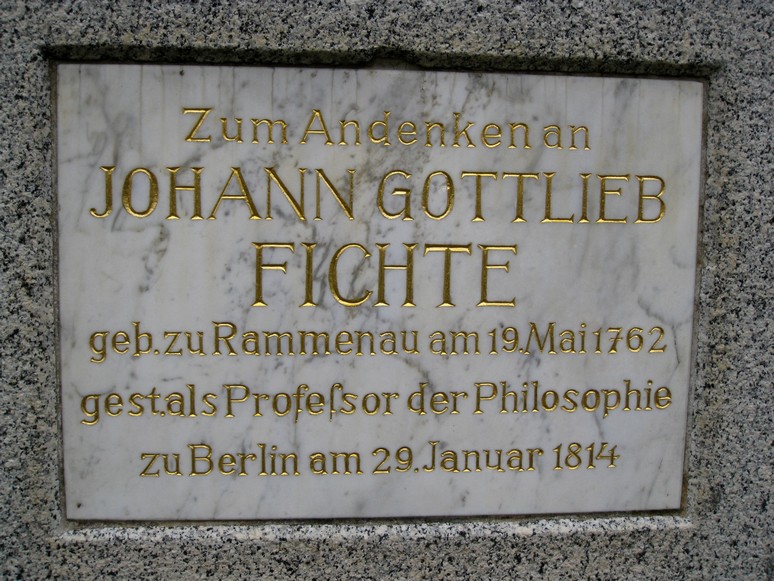 Zum Andenken an
JOHANN GOTTLIEB
FICHTE
geb. zu Rammenau am 19. Mai 1762
gest. als Profeſsor der Philosophie
zu Berlin am 29. Januar 1814